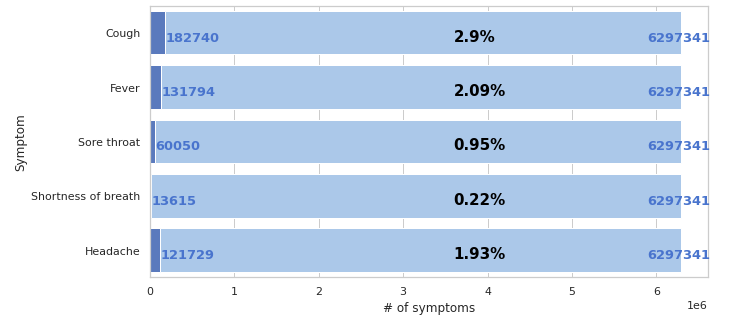 Cough 182740 2.9% 6297341
Fever 131794 2.09% 6297341
Sore throat 60050 0.95% 6297341
Shortness of breath 13615 0.22% 6297341
Headache 121729 1.93% 6297341
Symptom
0 1 2 3 4 5 6
1e6
# of symptoms